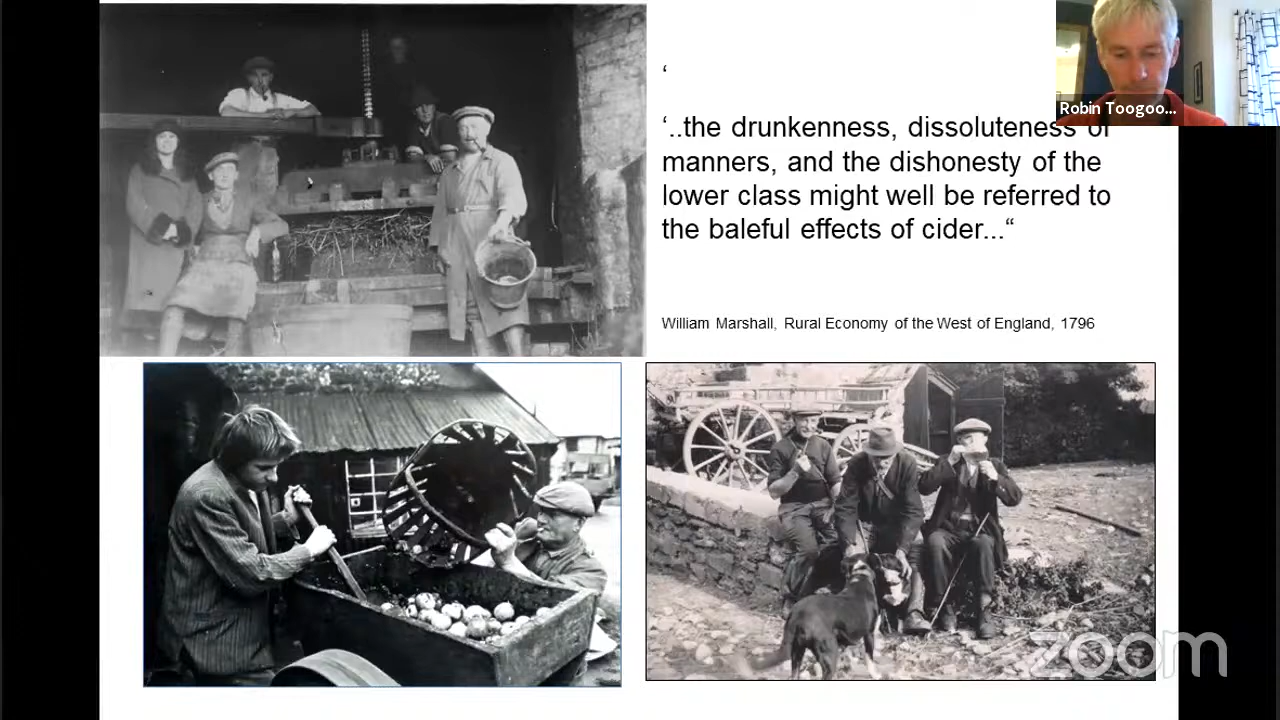 ‘
‘..the drunkenness, dissoluteness of
manners, and the dishonesty of the
lower class might well be referred to
the baleful effects of cider...“
William Marshall, Rural Economy of the West of England, 1796
Robin Toogoo...
zoom